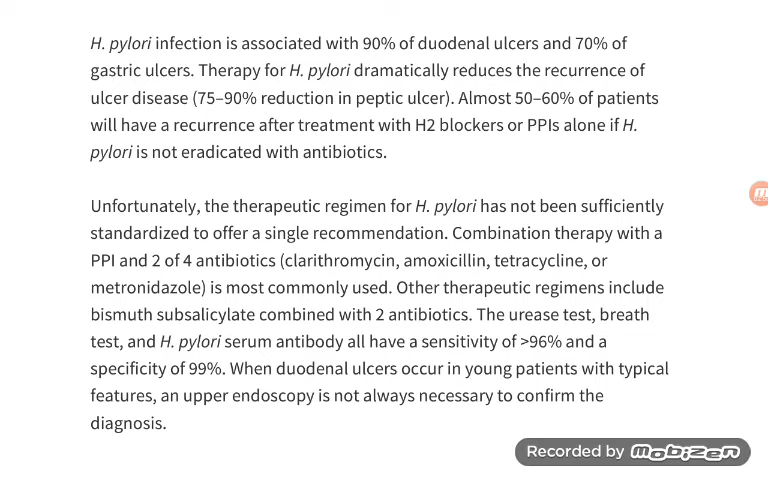 H. pylori infection is associated with 90% of duodenal ulcers and 70% of
gastric ulcers. Therapy for H. pylori dramatically reduces the recurrence of
ulcer disease (75–90% reduction in peptic ulcer). Almost 50–60% of patients
will have a recurrence after treatment with H2 blockers or PPIs alone if H.
pylori is not eradicated with antibiotics.
Unfortunately, the therapeutic regimen for H. pylori has not been sufficiently
standardized to offer a single recommendation. Combination therapy with a
PPI and 2 of 4 antibiotics (clarithromycin, amoxicillin, tetracycline, or
metronidazole) is most commonly used. Other therapeutic regimens include
bismuth subsalicylate combined with 2 antibiotics. The urease test, breath
test, and H. pylori serum antibody all have a sensitivity of >96% and a
specificity of 99%. When duodenal ulcers occur in young patients with typical
features, an upper endoscopy is not always necessary to confirm the
diagnosis.
Recorded by mobizen